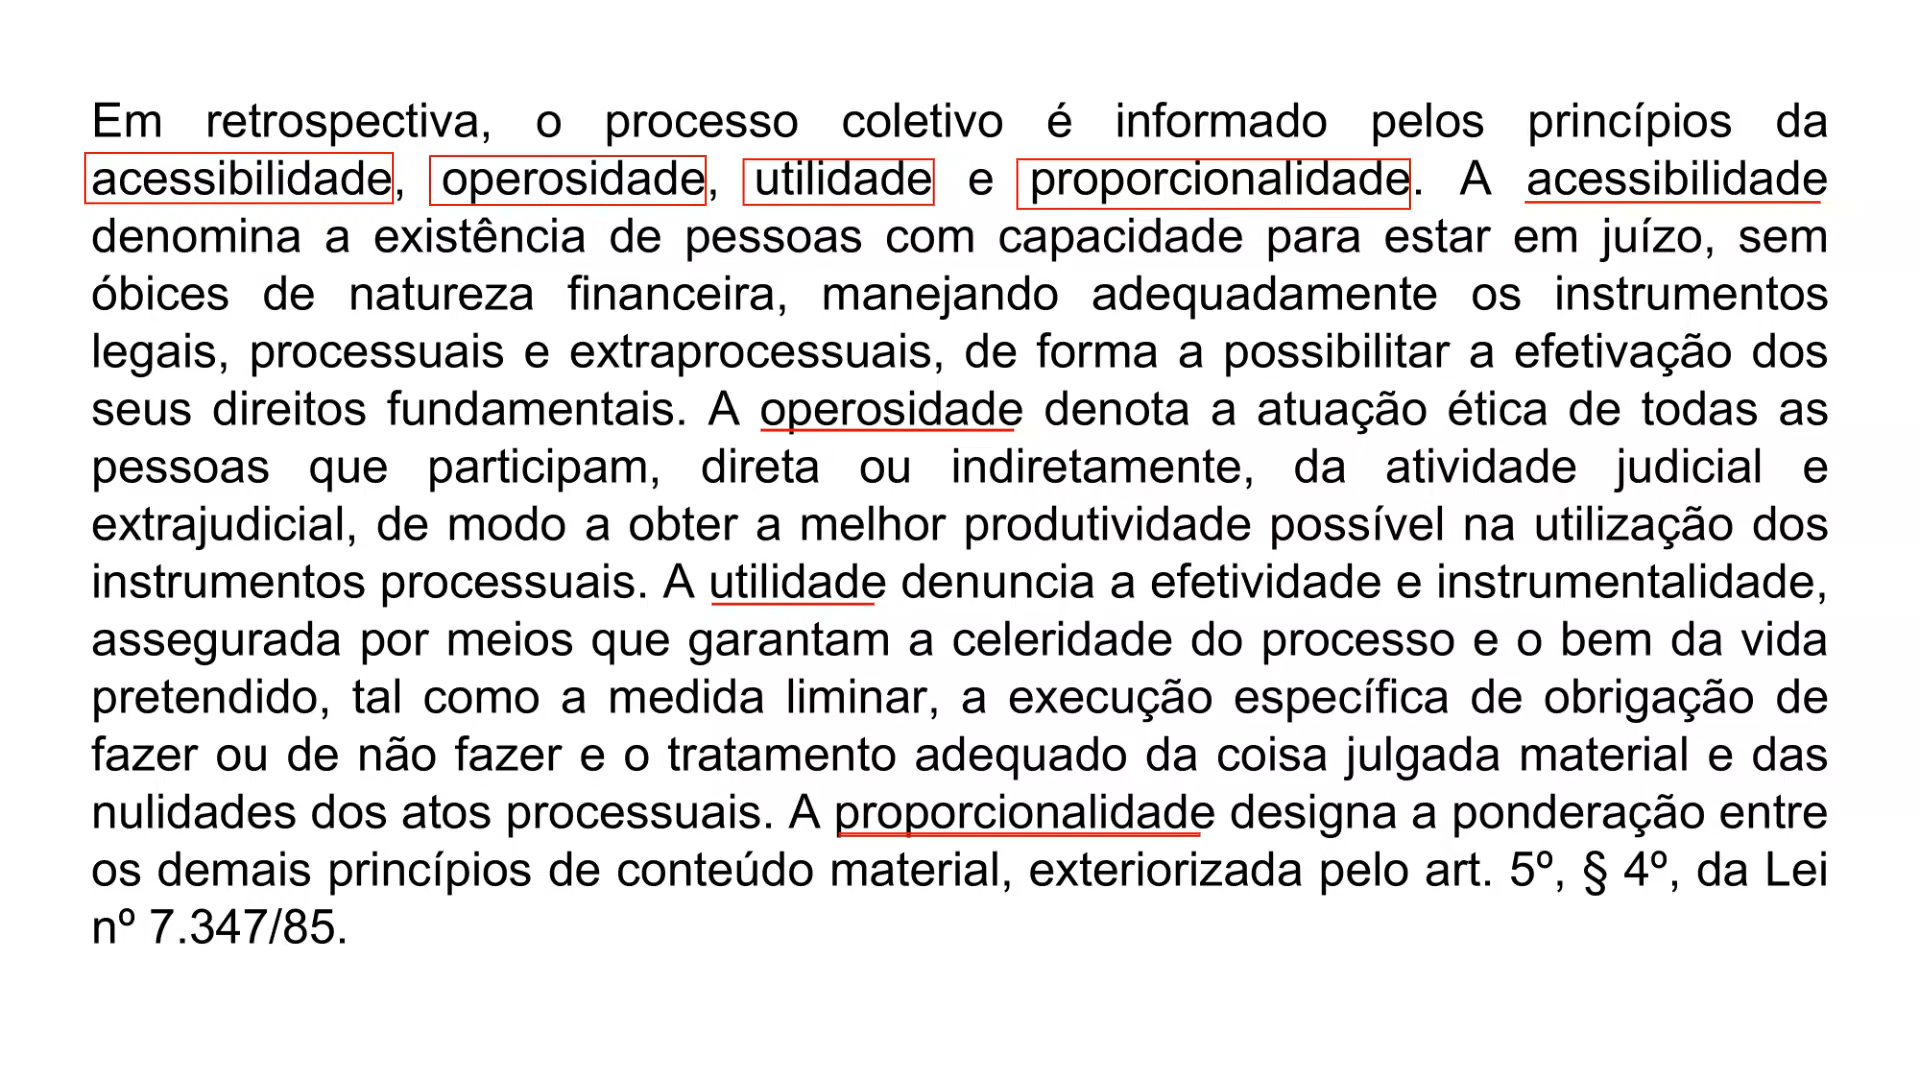 Em retrospectiva, o processo coletivo é informado pelos princípios da
acessibilidade, operosidade, utilidade e proporcionalidade. A acessibilidade
denomina a existência de pessoas com capacidade para estar em juízo, sem
óbices de natureza financeira, manejando adequadamente os instrumentos
legais, processuais e extraprocessuais, de forma a possibilitar a efetivação dos
seus direitos fundamentais. A operosidade denota a atuação ética de todas as
pessoas que participam, direta ou indiretamente, da atividade judicial e
extrajudicial, de modo a obter a melhor produtividade possível na utilização dos
instrumentos processuais. A utilidade denuncia a efetividade e instrumentalidade,
assegurada por meios que garantam a celeridade do processo e o bem da vida
pretendido, tal como a medida liminar, a execução específica de obrigação de
fazer ou de não fazer e o tratamento adequado da coisa julgada material e das
nulidades dos atos processuais. A proporcionalidade designa a ponderação entre
os demais princípios de conteúdo material, exteriorizada pelo art. 5º, § 4º, da Lei
nº 7.347/85.